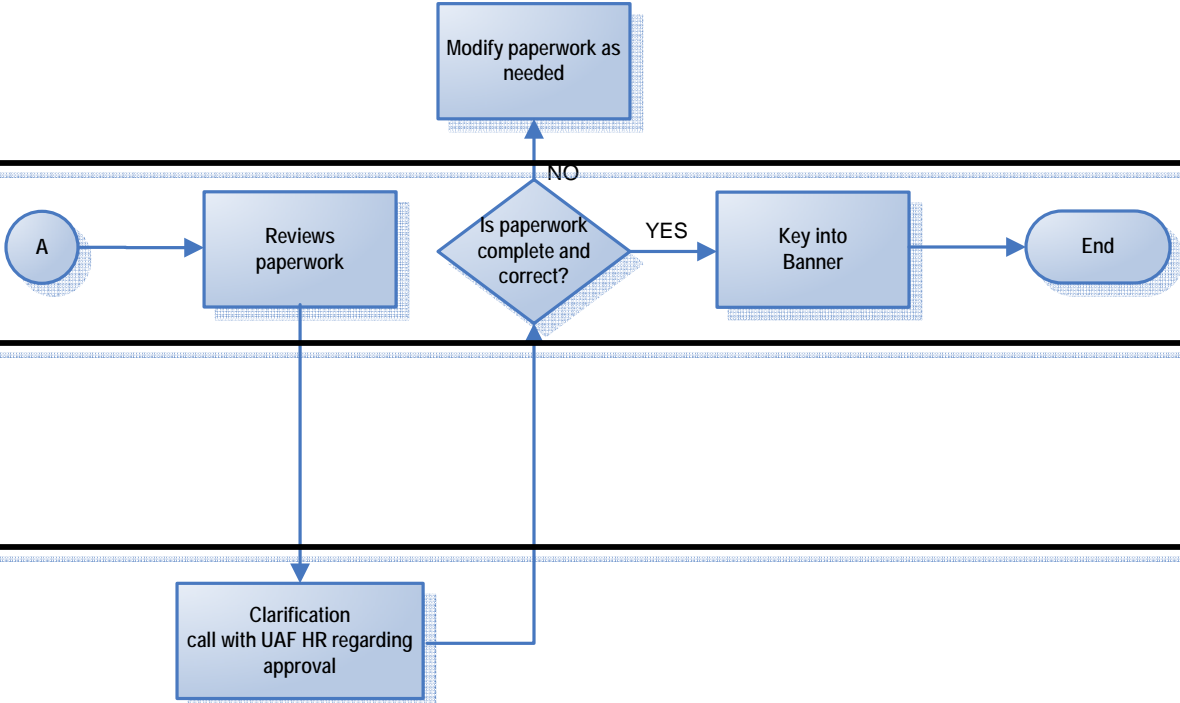 Modify paperwork as
needed
NO
A
Reviews
paperwork
Is paperwork
complete and
correct?
YES
Key into
Banner
End
Clarification
call with UAF HR regarding
approval